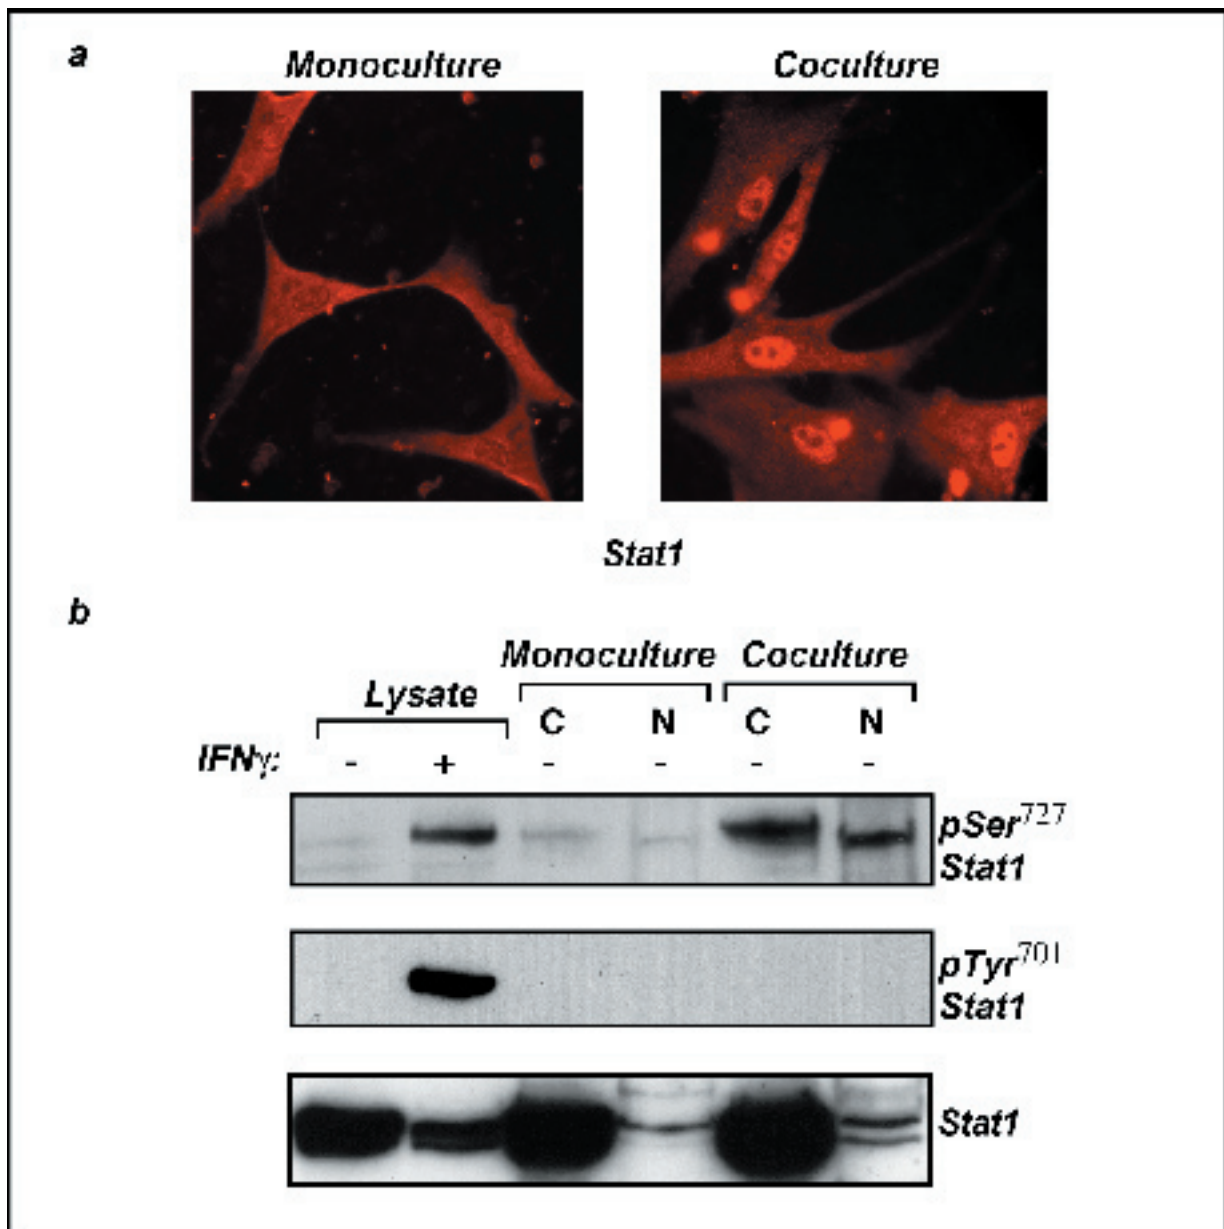 a
Monoculture Coculture
Stat1
b
Monoculture Coculture
Lysate C N C N
IFNγ: - + - - - -
pSer727
Stat1
pTyr701
Stat1
Stat1